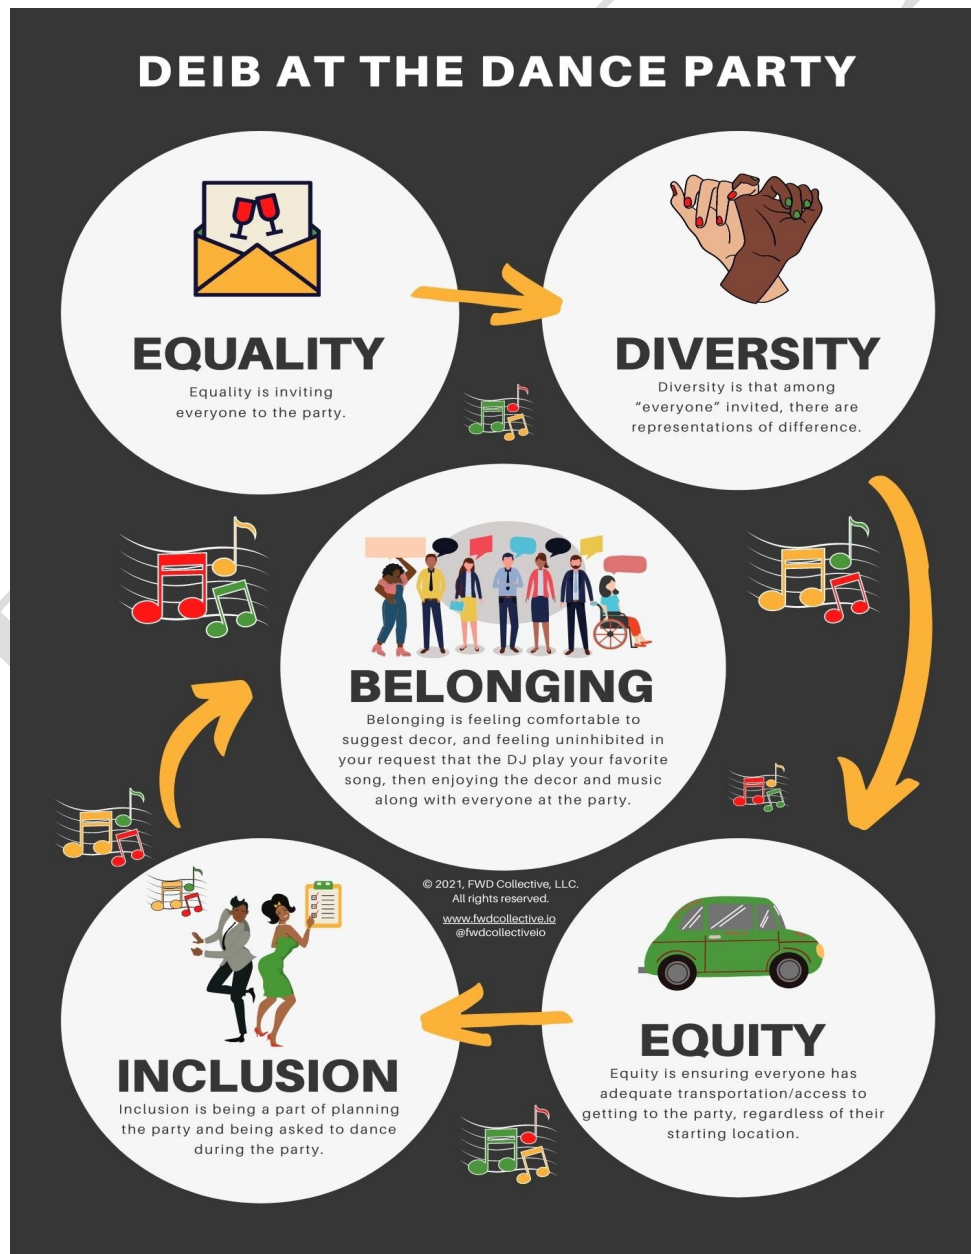 DEIB AT THE DANCE PARTY
EQUALITY
Equality is inviting
everyone to the party.
DIVERSITY
Diversity is that among
“everyone” invited, there are
representations of difference.
BELONGING
Belonging is feeling comfortable to
suggest decor, and feeling uninhibited in
your request that the DJ play your favorite
song, then enjoying the decor and music
along with everyone at the party.
© 2021, FWD Collective, LLC.
All rights reserved.
www.fwdcollective.io
@fwdcollectiveio
EQUITY
Equity is ensuring everyone has
adequate transportation/access to
getting to the party, regardless of their
starting location.
INCLUSION
Inclusion is being a part of planning
the party and being asked to dance
during the party.